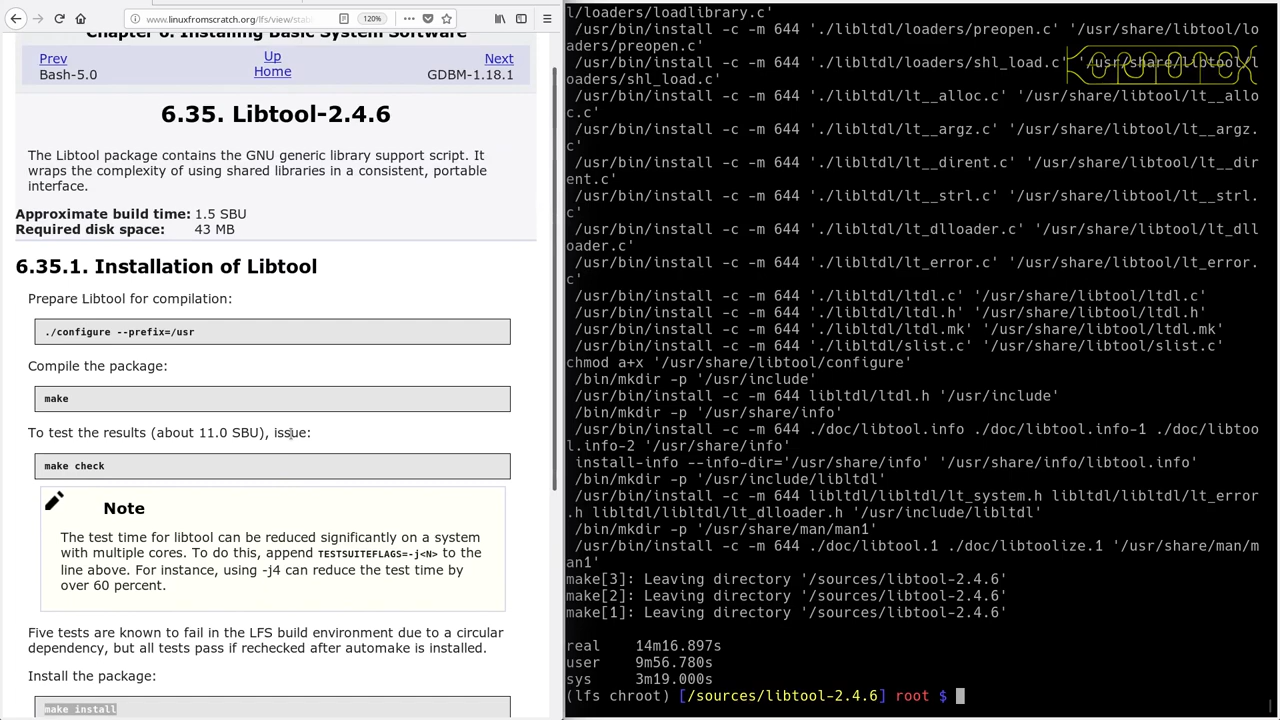 www.linuxfromscratch.org/lfs/view/stab
120%
Chapter 6. Installing Basic System Software
Prev
Up
Next
Bash-5.0
Home
GDBM-1.18.1
6.35. Libtool-2.4.6
The Libtool package contains the GNU generic library support script. It
wraps the complexity of using shared libraries in a consistent, portable
interface.
Approximate build time: 1.5 SBU
Required disk space: 43 MB
6.35.1. Installation of Libtool
Prepare Libtool for compilation:
./configure --prefix=/usr
Compile the package:
make
To test the results (about 11.0 SBU), issue:
make check
Note
The test time for libtool can be reduced significantly on a system
with multiple cores. To do this, append TESTSUITEFLAGS=-j<N> to the
line above. For instance, using -j4 can reduce the test time by
over 60 percent.
Five tests are known to fail in the LFS build environment due to a circular
dependency, but all tests pass if rechecked after automake is installed.
Install the package:
make install
l/loaders/loadlibrary.c'
/usr/bin/install -c -m 644 './libltdl/loaders/preopen.c' '/usr/share/libtool/lo
aders/preopen.c'
/usr/bin/install -c -m 644 './libltdl/loaders/shl_load.c' '/usr/share/libtool/l
oaders/shl_load.c'
/usr/bin/install -c -m 644 './libltdl/lt__alloc.c' '/usr/share/libtool/lt__allo
c.c'
/usr/bin/install -c -m 644 './libltdl/lt__argz.c' '/usr/share/libtool/lt__argz.
c'
/usr/bin/install -c -m 644 './libltdl/lt__dirent.c' '/usr/share/libtool/lt__dir
ent.c'
/usr/bin/install -c -m 644 './libltdl/lt__strl.c' '/usr/share/libtool/lt__strl.
c'
/usr/bin/install -c -m 644 './libltdl/lt_dlloader.c' '/usr/share/libtool/lt_dll
oader.c'
/usr/bin/install -c -m 644 './libltdl/lt_error.c' '/usr/share/libtool/lt_error.
c'
/usr/bin/install -c -m 644 './libltdl/ltdl.c' '/usr/share/libtool/ltdl.c'
/usr/bin/install -c -m 644 './libltdl/ltdl.h' '/usr/share/libtool/ltdl.h'
/usr/bin/install -c -m 644 './libltdl/ltdl.mk' '/usr/share/libtool/ltdl.mk'
/usr/bin/install -c -m 644 './libltdl/slist.c' '/usr/share/libtool/slist.c'
chmod a+x '/usr/share/libtool/configure'
/bin/mkdir -p '/usr/include'
/usr/bin/install -c -m 644 libltdl/ltdl.h '/usr/include'
/bin/mkdir -p '/usr/share/info'
/usr/bin/install -c -m 644 ./doc/libtool.info ./doc/libtool.info-1 ./doc/libtoo
l.info-2 '/usr/share/info'
install-info --info-dir='/usr/share/info' '/usr/share/info/libtool.info'
/bin/mkdir -p '/usr/include/libltdl'
/usr/bin/install -c -m 644 libltdl/libltdl/lt_system.h libltdl/libltdl/lt_error
.h libltdl/libltdl/lt_dlloader.h '/usr/include/libltdl'
/bin/mkdir -p '/usr/share/man/man1'
/usr/bin/install -c -m 644 ./doc/libtool.1 ./doc/libtoolize.1 '/usr/share/man/m
an1'
make[3]: Leaving directory '/sources/libtool-2.4.6'
make[2]: Leaving directory '/sources/libtool-2.4.6'
make[1]: Leaving directory '/sources/libtool-2.4.6'
real 14m16.897s
user 9m56.780s
sys 3m19.000s
(lfs chroot) [/sources/libtool-2.4.6] root $